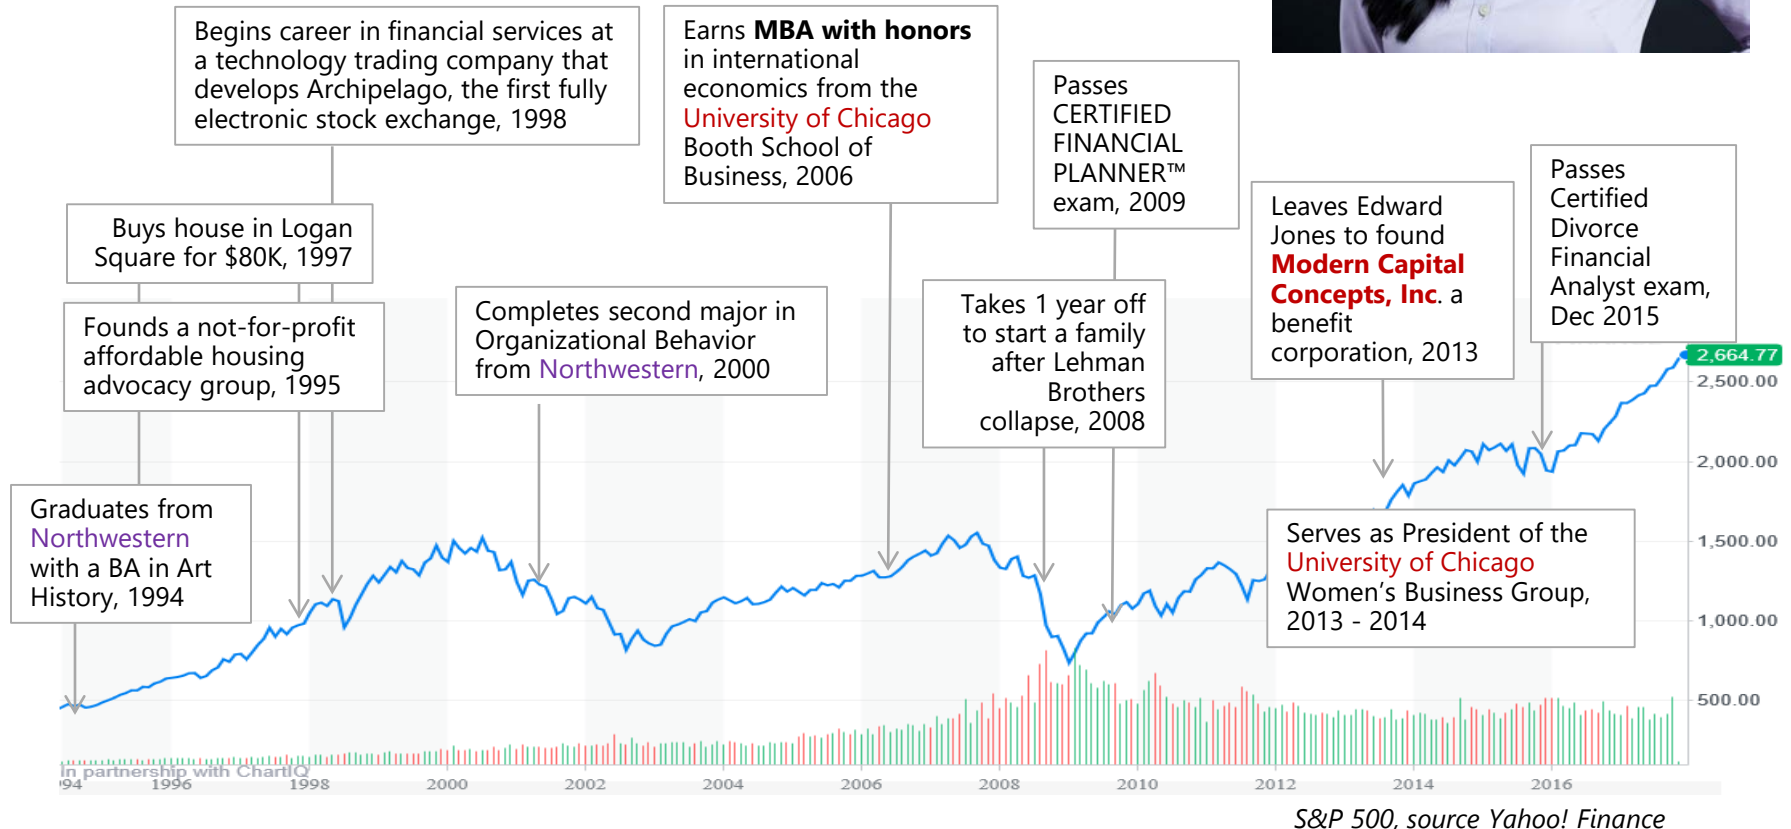 Begins career in financial services at
a technology trading company that
develops Archipelago, the first fully
electronic stock exchange, 1998
Earns MBA with honors
in international
economics from the
University of Chicago
Booth School of
Business, 2006
Passes
CERTIFIED
FINANCIAL
PLANNER™
exam, 2009
Passes
Certified
Divorce
Financial
Analyst exam,
Dec 2015
Leaves Edward
Jones to found
Modern Capital
Concepts, Inc. a
benefit
corporation, 2013
Buys house in Logan
Square for $80K, 1997
Founds a not-for-profit
affordable housing
advocacy group, 1995
Completes second major in
Organizational Behavior
from Northwestern, 2000
Takes 1 year off
to start a family
after Lehman
Brothers
collapse, 2008
Graduates from
Northwestern
with a BA in Art
History, 1994
Serves as President of the
University of Chicago
Women’s Business Group,
2013 - 2014
2,664.77
2,500.00
2,000.00
1,500.00
1,000.00
500.00
In partnership with ChartIQ
'94 1996 1998 2000 2002 2004 2006 2008 2010 2012 2014 2016
S&P 500, source Yahoo! Finance